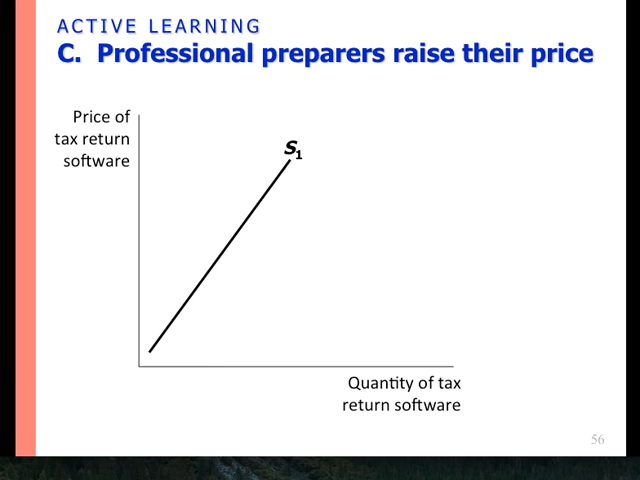 ACTIVE LEARNING
C. Professional preparers raise their price
Price of
tax return
software
S1
Quantity of tax
return software
56